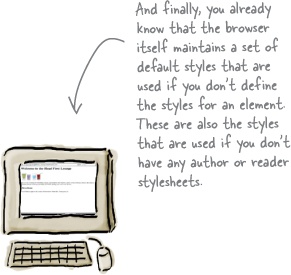 And finally, you already
know that the browser
itself maintains a set of
default styles that are
used if you don't define
the styles for an element.
These are also the styles
that are used if you don't
have any author or reader
stylesheets.